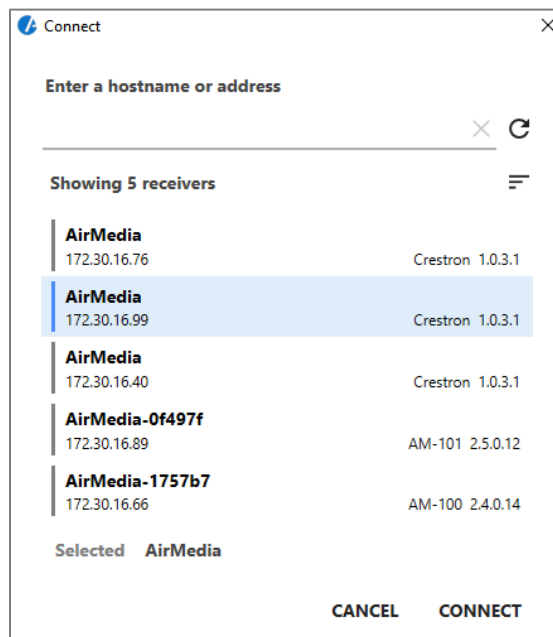 Connect
Enter a hostname or address
Showing 5 receivers
AirMedia
172.30.16.76 Crestron 1.0.3.1
AirMedia
172.30.16.99 Crestron 1.0.3.1
AirMedia
172.30.16.40 Crestron 1.0.3.1
AirMedia-0f497f
172.30.16.89 AM-101 2.5.0.12
AirMedia-1757b7
172.30.16.66 AM-100 2.4.0.14
Selected AirMedia
CANCEL CONNECT